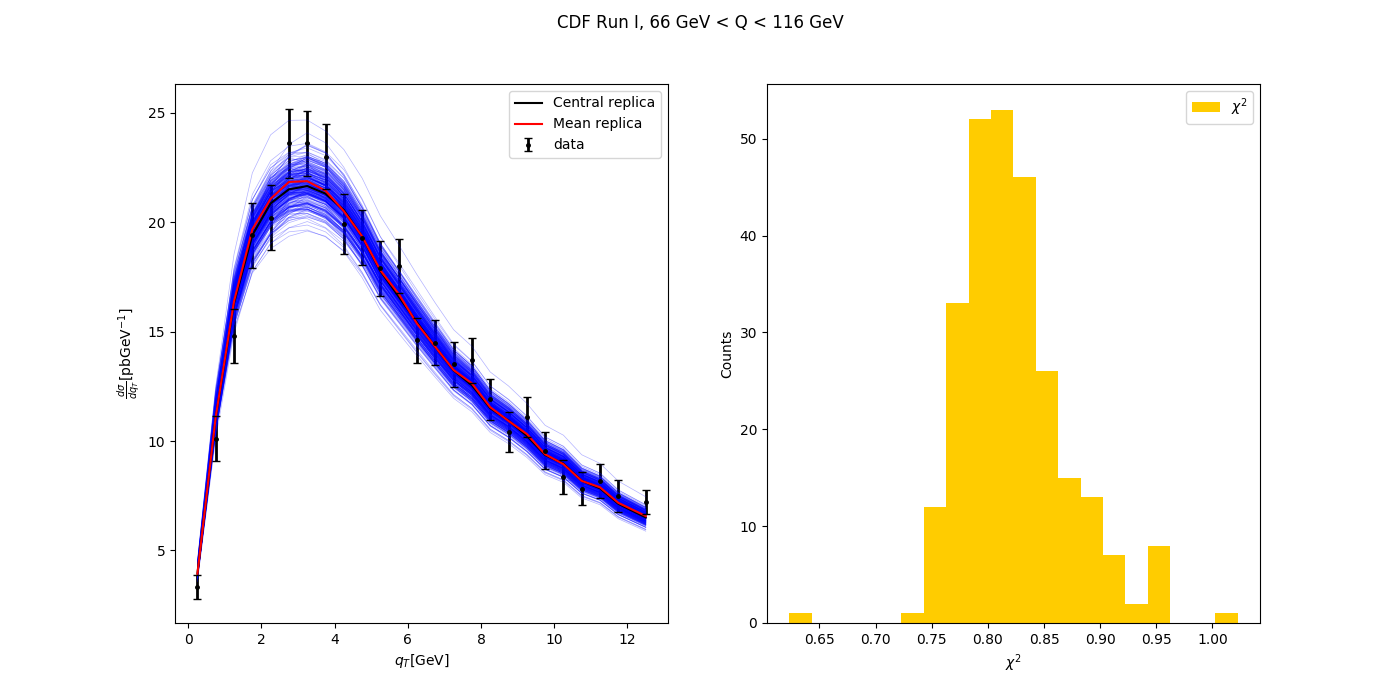 CDF Run I, 66 GeV < Q < 116 GeV
25
20
15
10
5
0
2
4
6
8
10
12
dσ/dq_T [pbGeV⁻¹]
q_T[GeV]
Central replica
Mean replica
data
50
40
30
20
10
0
0.65
0.70
0.75
0.80
0.85
0.90
0.95
1.00
Counts
χ²
χ²